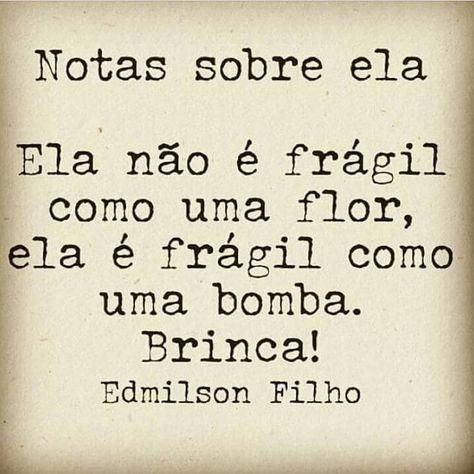 Notas sobre ela
Ela não é frágil
como uma flor,
ela é frágil como
uma bomba.
Brinca!
Edmilson Filho